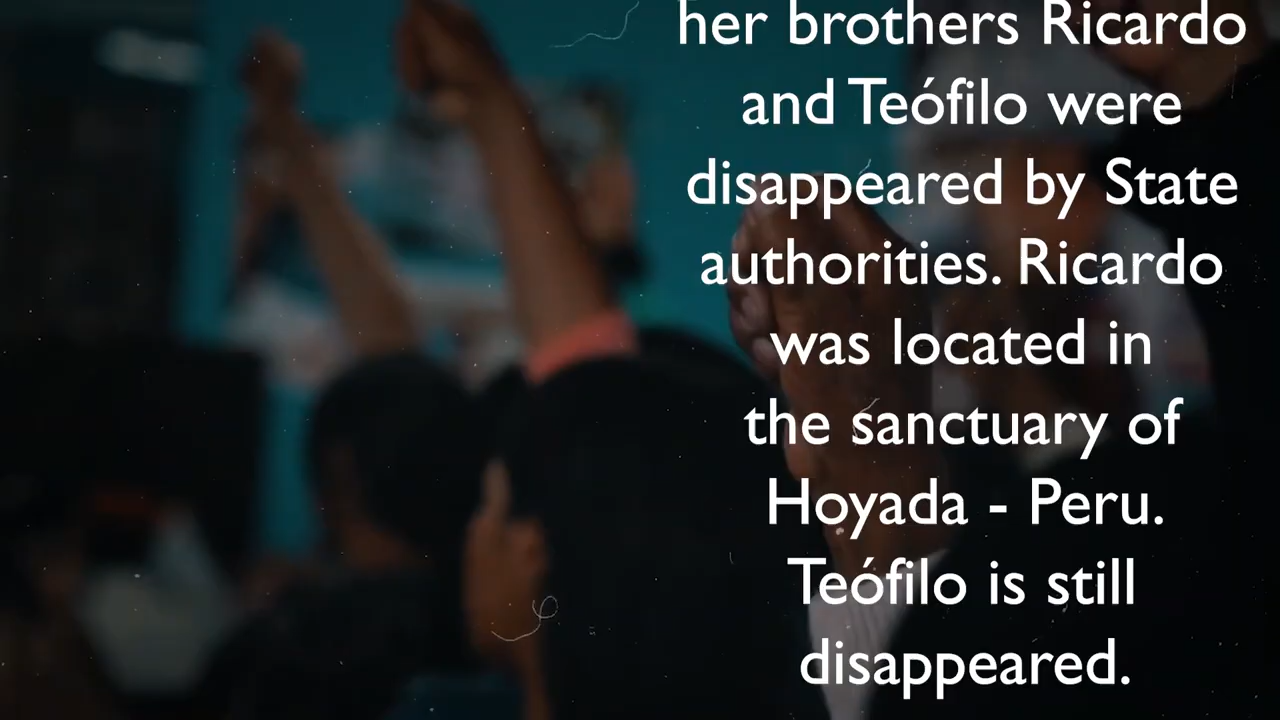 her brothers Ricardo
and Teófilo were
disappeared by State
authorities. Ricardo
was located in
the sanctuary of
Hoyada - Peru.
Teófilo is still
disappeared.